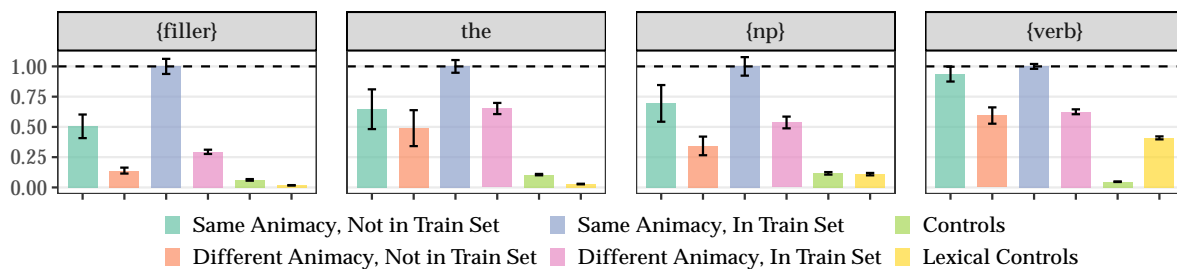 {filler} the {np} {verb}
1.00
0.75
0.50
0.25
0.00
Same Animacy, Not in Train Set Same Animacy, In Train Set Controls
Different Animacy, Not in Train Set Different Animacy, In Train Set Lexical Controls